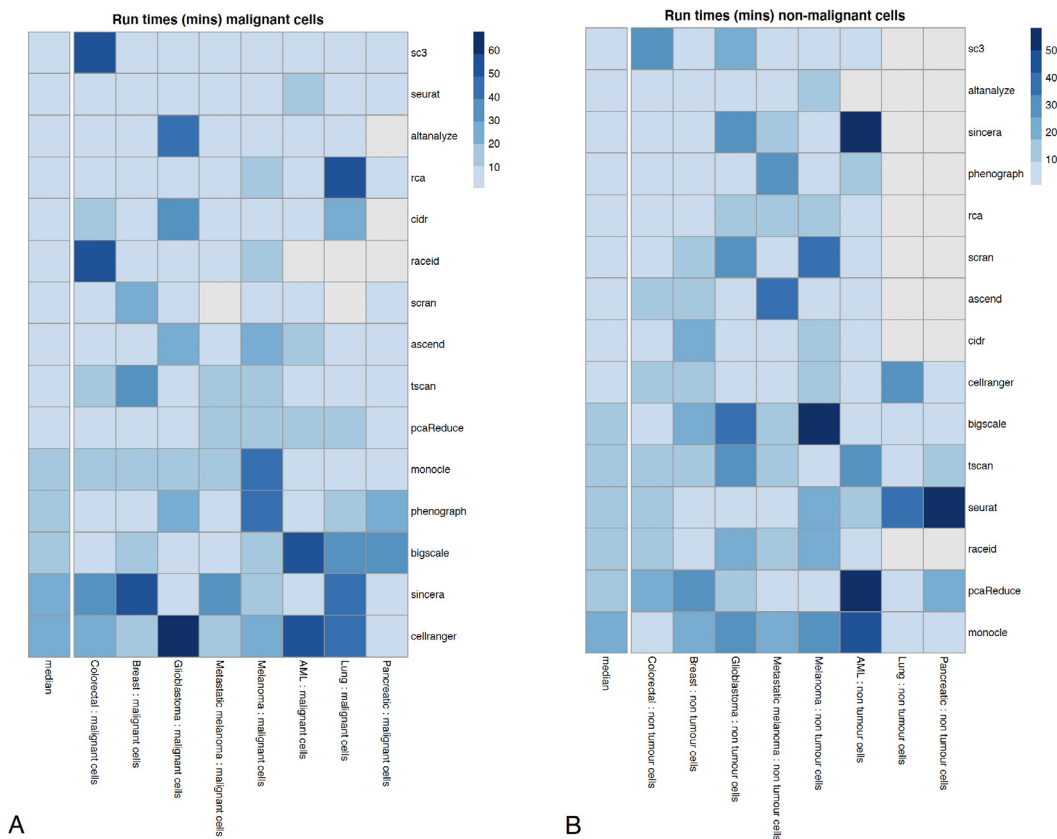 Run times (mins) malignant cells
sc3
seurat
altanalyze
rca
cidr
raceid
scran
ascend
tscan
pcaReduce
monocle
phenograph
bigscale
sincera
cellranger
60
50
40
30
20
10
median
Colorectal : malignant cells
Breast : malignant cells
Glioblastoma : malignant cells
Metastatic melanoma : malignant cells
Melanoma : malignant cells
AML : malignant cells
Lung : malignant cells
Pancreatic : malignant cells
A
Run times (mins) non-malignant cells
sc3
altanalyze
sincera
phenograph
rca
scran
ascend
cidr
cellranger
bigscale
tscan
seurat
raceid
pcaReduce
monocle
50
40
30
20
10
median
Colorectal : non tumour cells
Breast : non tumour cells
Glioblastoma : non tumour cells
Metastatic melanoma : non tumour cells
Melanoma : non tumour cells
AML : non tumour cells
Lung : non tumour cells
Pancreatic : non tumour cells
B